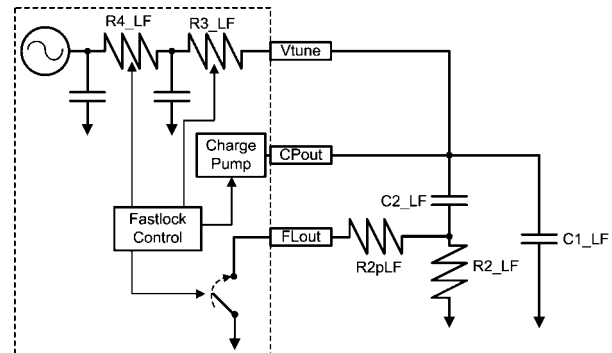 R4_LF
R3_LF
Vtune
Charge
Pump
CPout
C2_LF
Fastlock
Control
FLout
R2pLF
R2_LF
C1_LF